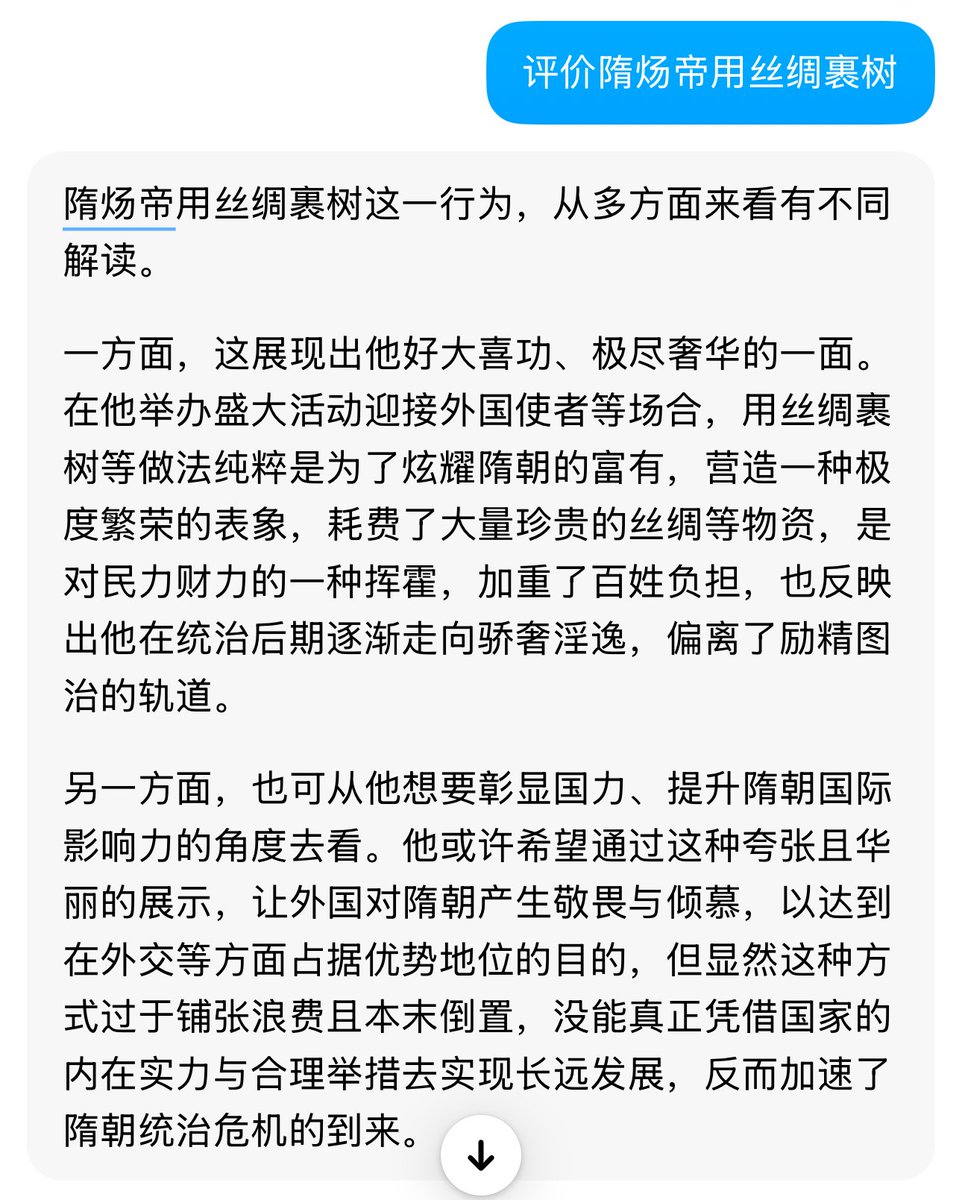 评价隋炀帝用丝绸裹树
隋炀帝用丝绸裹树这一行为，从多方面来看有不同
解读。
一方面，这展现出他好大喜功、极尽奢华的一面。
在他举办盛大活动迎接外国使者等场合，用丝绸裹
树等做法纯粹是为了炫耀隋朝的富有，营造一种极
度繁荣的表象，耗费了大量珍贵的丝绸等物资，是
对民力财力的一种挥霍，加重了百姓负担，也反映
出他在统治后期逐渐走向骄奢淫逸，偏离了励精图
治的轨道。
另一方面，也可从他想要彰显国力、提升隋朝国际
影响力的角度去看。他或许希望通过这种夸张且华
丽的展示，让外国对隋朝产生敬畏与倾慕，以达到
在外交等方面占据优势地位的目的，但显然这种方
式过于铺张浪费且本末倒置，没能真正凭借国家的
内在实力与合理举措去实现长远发展，反而加速了
隋朝统治危机的到来。